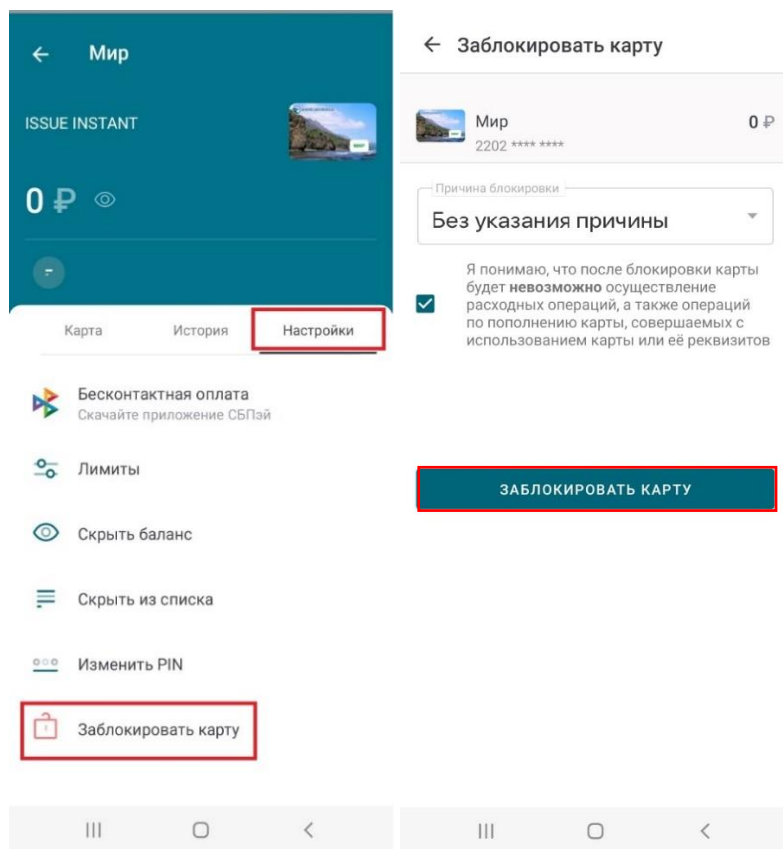 Мир
ISSUE INSTANT
0 ₽
Карта
История
Настройки
Бесконтактная оплата
Скачайте приложение СБПэй
Лимиты
Скрыть баланс
Скрыть из списка
Изменить PIN
Заблокировать карту
Заблокировать карту
Мир
0 ₽
2202 **** ****
Причина блокировки
Без указания причины
Я понимаю, что после блокировки карты
будет невозможно осуществление
расходных операций, а также операций
по пополнению карты, совершаемых с
использованием карты или её реквизитов
ЗАБЛОКИРОВАТЬ КАРТУ